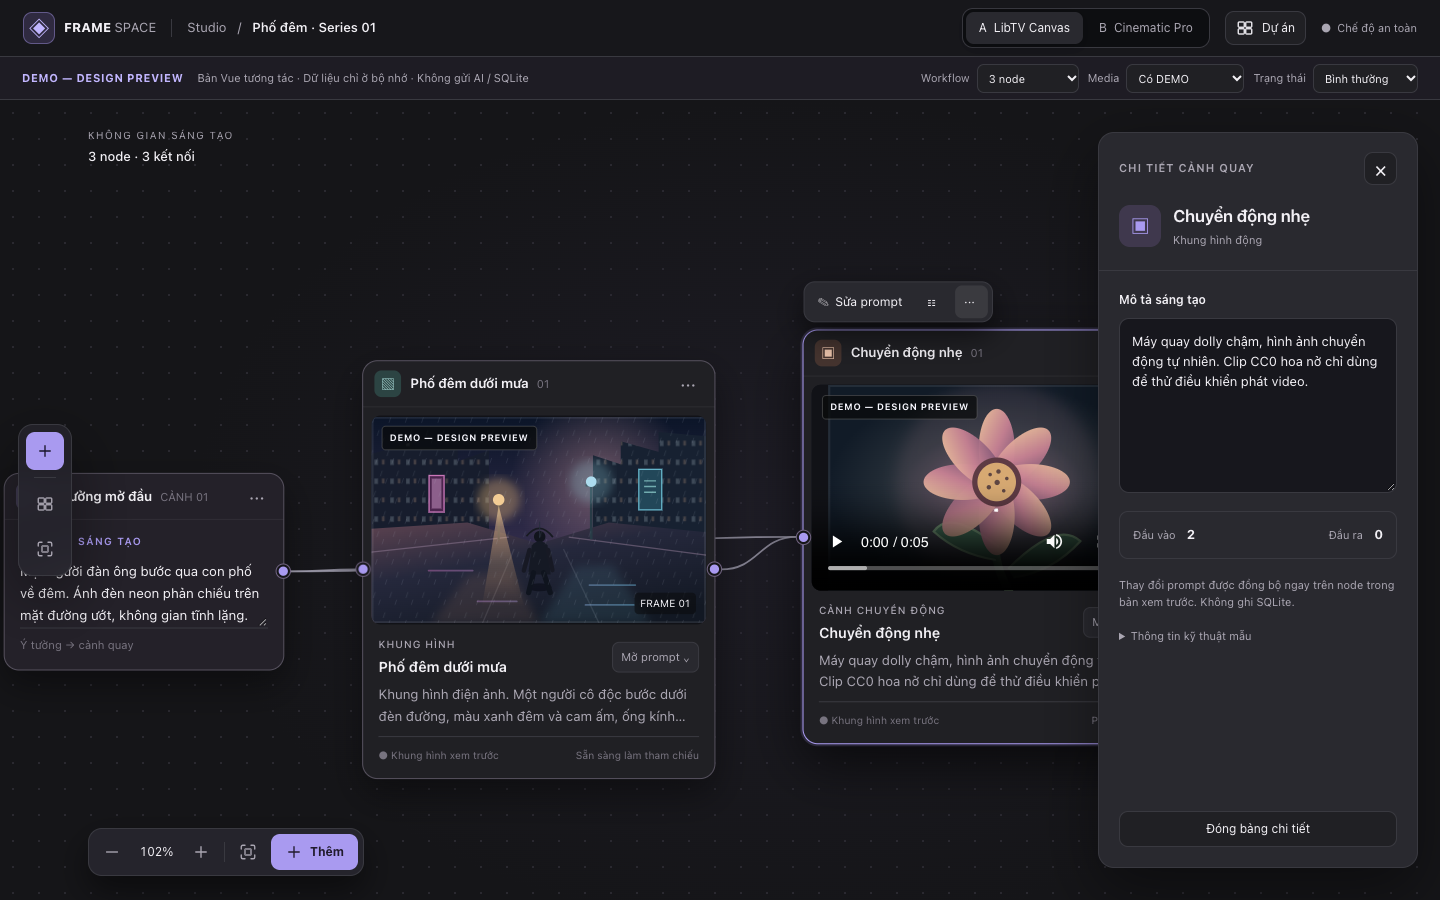 FRAME SPACE
Studio / Phố đêm · Series 01
A LibTV Canvas
B Cinematic Pro
Dự án
Chế độ an toàn
DEMO — DESIGN PREVIEW
Bản Vue tương tác · Dữ liệu chỉ ở bộ nhớ · Không gửi AI / SQLite
Workflow
3 node
Media
Có DEMO
Trạng thái
Bình thường
KHÔNG GIAN SÁNG TẠO
3 node · 3 kết nối
mở đầu
CẢNH 01
SÁNG TẠO
người đàn ông bước qua con phố
về đêm. Ánh đèn neon phản chiếu trên
mặt đường ướt, không gian tĩnh lặng.
Ý tưởng → cảnh quay
Phố đêm dưới mưa 01
DEMO — DESIGN PREVIEW
FRAME 01
KHUNG HÌNH
Phố đêm dưới mưa
Mở prompt
Khung hình điện ảnh. Một người cô độc bước dưới
đèn đường, màu xanh đêm và cam ấm, ống kính...
Khung hình xem trước
Sẵn sàng làm tham chiếu
Sửa prompt
Chuyển động nhẹ 01
DEMO — DESIGN PREVIEW
0:00 / 0:05
CẢNH CHUYỂN ĐỘNG
Chuyển động nhẹ
Máy quay dolly chậm, hình ảnh chuyển động
Clip CC0 hoa nở chỉ dùng để thử điều khiển
Khung hình xem trước
CHI TIẾT CẢNH QUAY
Chuyển động nhẹ
Khung hình động
Mô tả sáng tạo
Máy quay dolly chậm, hình ảnh chuyển
động tự nhiên. Clip CC0 hoa nở chỉ dùng
để thử điều khiển phát video.
Đầu vào 2
Đầu ra 0
Thay đổi prompt được đồng bộ ngay trên node trong
bản xem trước. Không ghi SQLite.
Thông tin kỹ thuật mẫu
Đóng bảng chi tiết
102%
Thêm